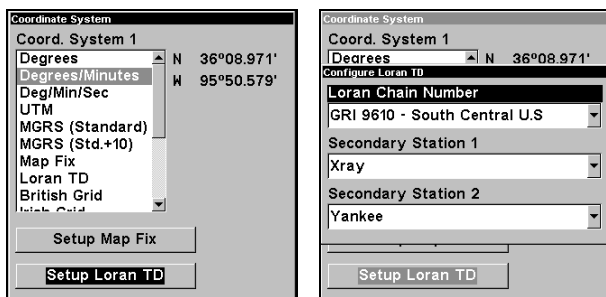 Coordinate System
Coord. System 1
Degrees
N 36º08.971'
Degrees/Minutes
W 95º50.579'
Deg/Min/Sec
UTM
MGRS (Standard)
MGRS (Std.+10)
Map Fix
Loran TD
British Grid
Irish Grid
Setup Map Fix
Setup Loran TD
Coordinate System
Coord. System 1
Degrees
N 36º08.971'
Configure Loran TD
Loran Chain Number
GRI 9610 - South Central U.S
Secondary Station 1
Xray
Secondary Station 2
Yankee
Setup Loran TD